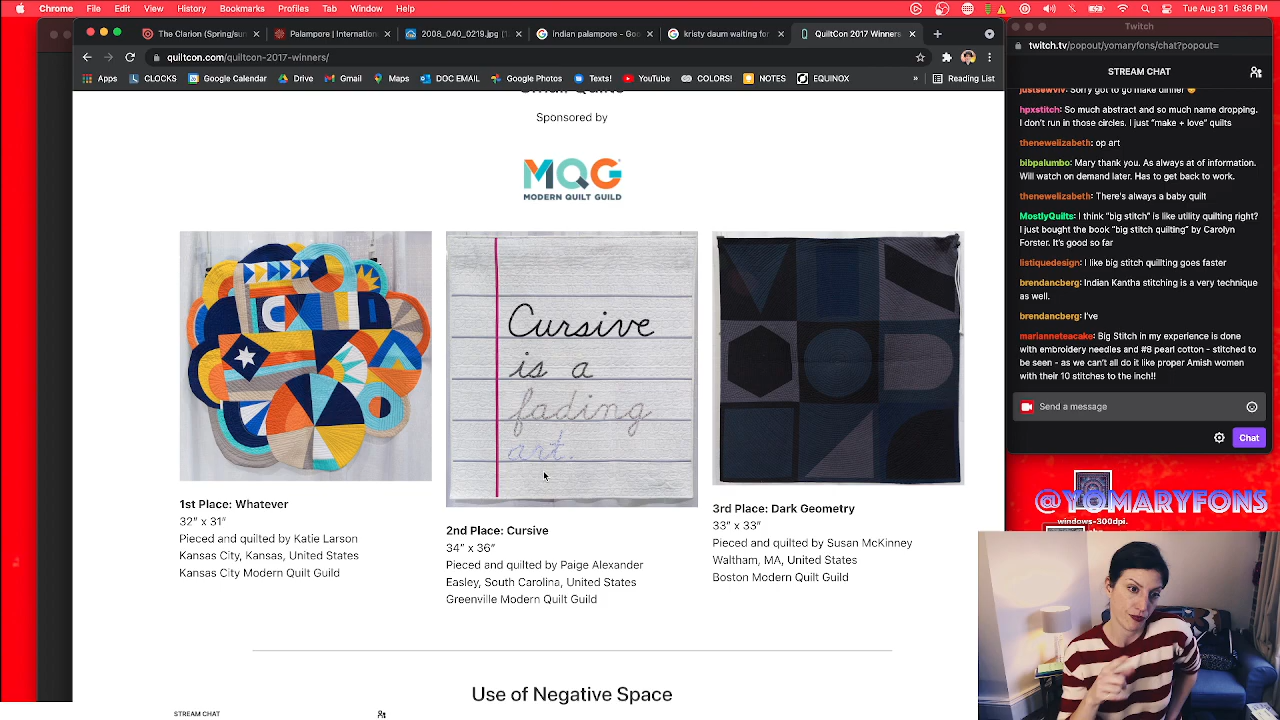 Chrome File Edit View History Bookmarks Profiles Tab Window Help Tue Aug 31 6:36 PM
The Clarion (Spring/sun Palampore | International 2008_040_0219.jpg (1 Indian palampore - Goo kristy daum waiting for QuiltCon 2017 Winners
quiltcon.com/quiltcon-2017-winners/
Apps CLOCKS Google Calendar Drive Gmail Maps DOC EMAIL Google Photos Texts! YouTube COLORS! NOTES EQUINOX » Reading List
Small Quilts
Sponsored by
MQG
MODERN QUILT GUILD
Cursive
is a
fading
art.
1st Place: Whatever
32" x 31"
Pieced and quilted by Katie Larson
Kansas City, Kansas, United States
Kansas City Modern Quilt Guild
2nd Place: Cursive
34" x 36"
Pieced and quilted by Paige Alexander
Easley, South Carolina, United States
Greenville Modern Quilt Guild
3rd Place: Dark Geometry
33" x 33"
Pieced and quilted by Susan McKinney
Waltham, MA, United States
Boston Modern Quilt Guild
Use of Negative Space
STREAM CHAT
Twitch
twitch.tv/popout/yomaryfons/chat?popout=
STREAM CHAT
justsewviv: Sorry got to go make dinner
hpxstitch: So much abstract and so much name dropping.
I don't run in those circles. I just "make + love" quilts
thenewelizabeth: op art
bibpalumbo: Mary thank you. As always at of information.
Will watch on demand later. Has to get back to work.
thenewelizabeth: There's always a baby quilt
MostlyQuilts: I think "big stitch" is like utility quilting right?
I just bought the book "big stitch quilting" by Carolyn
Forster. It's good so far
listiquedesign: I like big stitch quillting goes faster
brendancberg: Indian Kantha stitching is a very technique
as well.
brendancberg: I've
marianneteacake: Big Stitch in my experience is done
with embroidery needles and #8 pearl cotton - stitched to
be seen - as we can't all do it like proper Amish women
with their 10 stitches to the inch!!
Send a message
Chat
@YOMARYFONS
windows-300dpi.